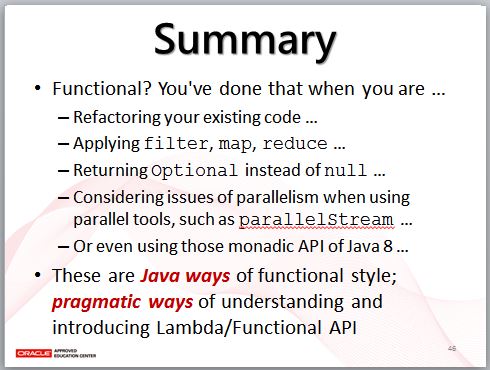 Summary
• Functional? You've done that when you are ...
– Refactoring your existing code ...
– Applying filter, map, reduce ...
– Returning Optional instead of null ...
– Considering issues of parallelism when using
parallel tools, such as parallelStream ...
– Or even using those monadic API of Java 8 ...
• These are Java ways of functional style;
pragmatic ways of understanding and
introducing Lambda/Functional API
ORACLE APPROVED
EDUCATION CENTER
46